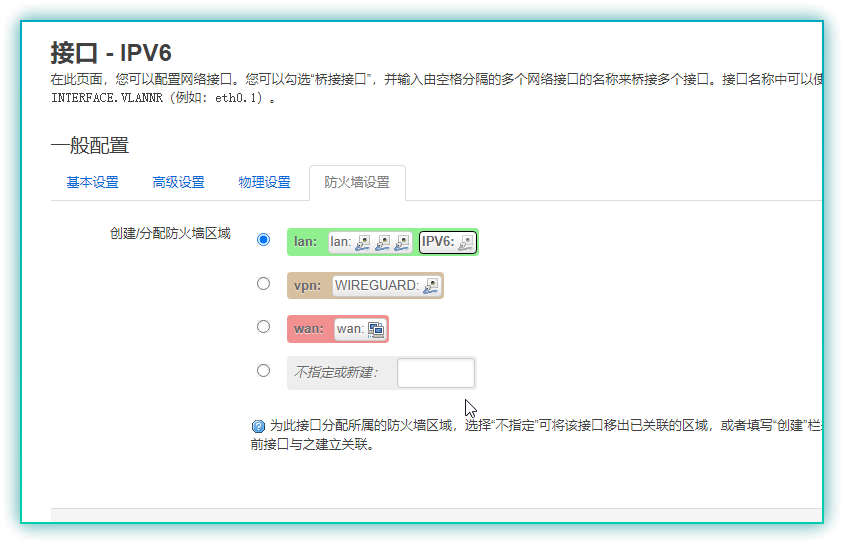 接口 - IPV6
在此页面，您可以配置网络接口。您可以勾选“桥接接口”，并输入由空格分隔的多个网络接口的名称来桥接多个接口。接口名称中可以使
INTERFACE.VLANNR（例如：eth0.1）。
一般配置
基本设置 高级设置 物理设置 防火墙设置
创建/分配防火墙区域 lan: lan: IPV6:
vpn: WIREGUARD:
wan: wan:
不指定或新建：
为此接口分配所属的防火墙区域，选择“不指定”可将该接口移出已关联的区域，或者填写“创建”栏
前接口与之建立关联。